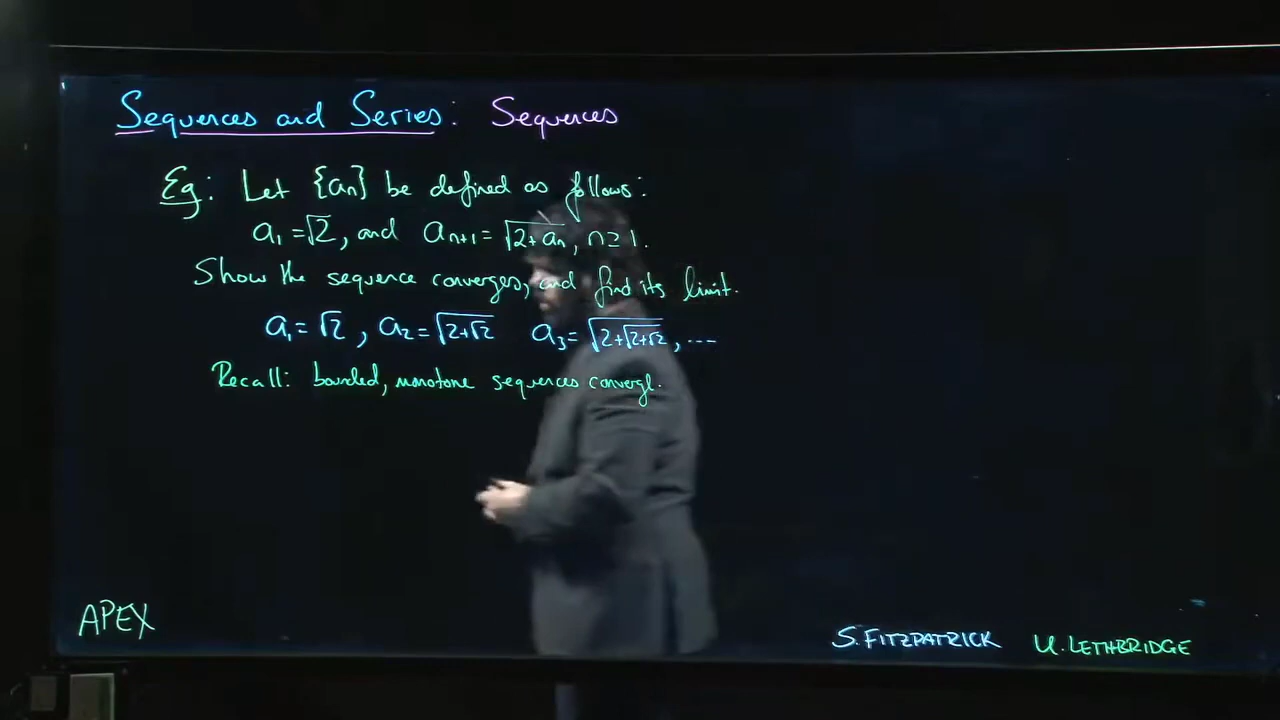 Sequences and Series: Sequences
Eg: Let {aₙ} be defined as follows:
a₁ = √2, and aₙ₊₁ = √(2+aₙ), n ≥ 1.
Show the sequence converges, and find its limit.
a₁ = √2, a₂ = √(2+√2) a₃ = √(2+√(2+√2)), ...
Recall: bounded, monotone sequences converge.
APEX
S. FITZPATRICK U. LETHBRIDGE